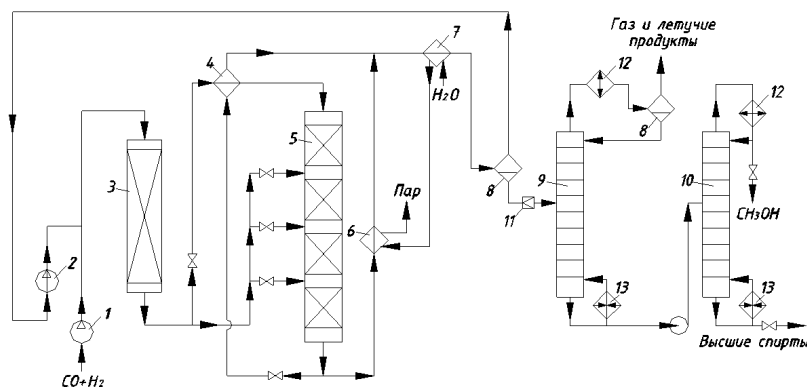 Газ и летучие
продукты
7
4
12
12
H₂O
8
5
3
Пар
9
10
8
6
11
CH₃OH
2
13
13
1
Высшие спирты
CO+H₂